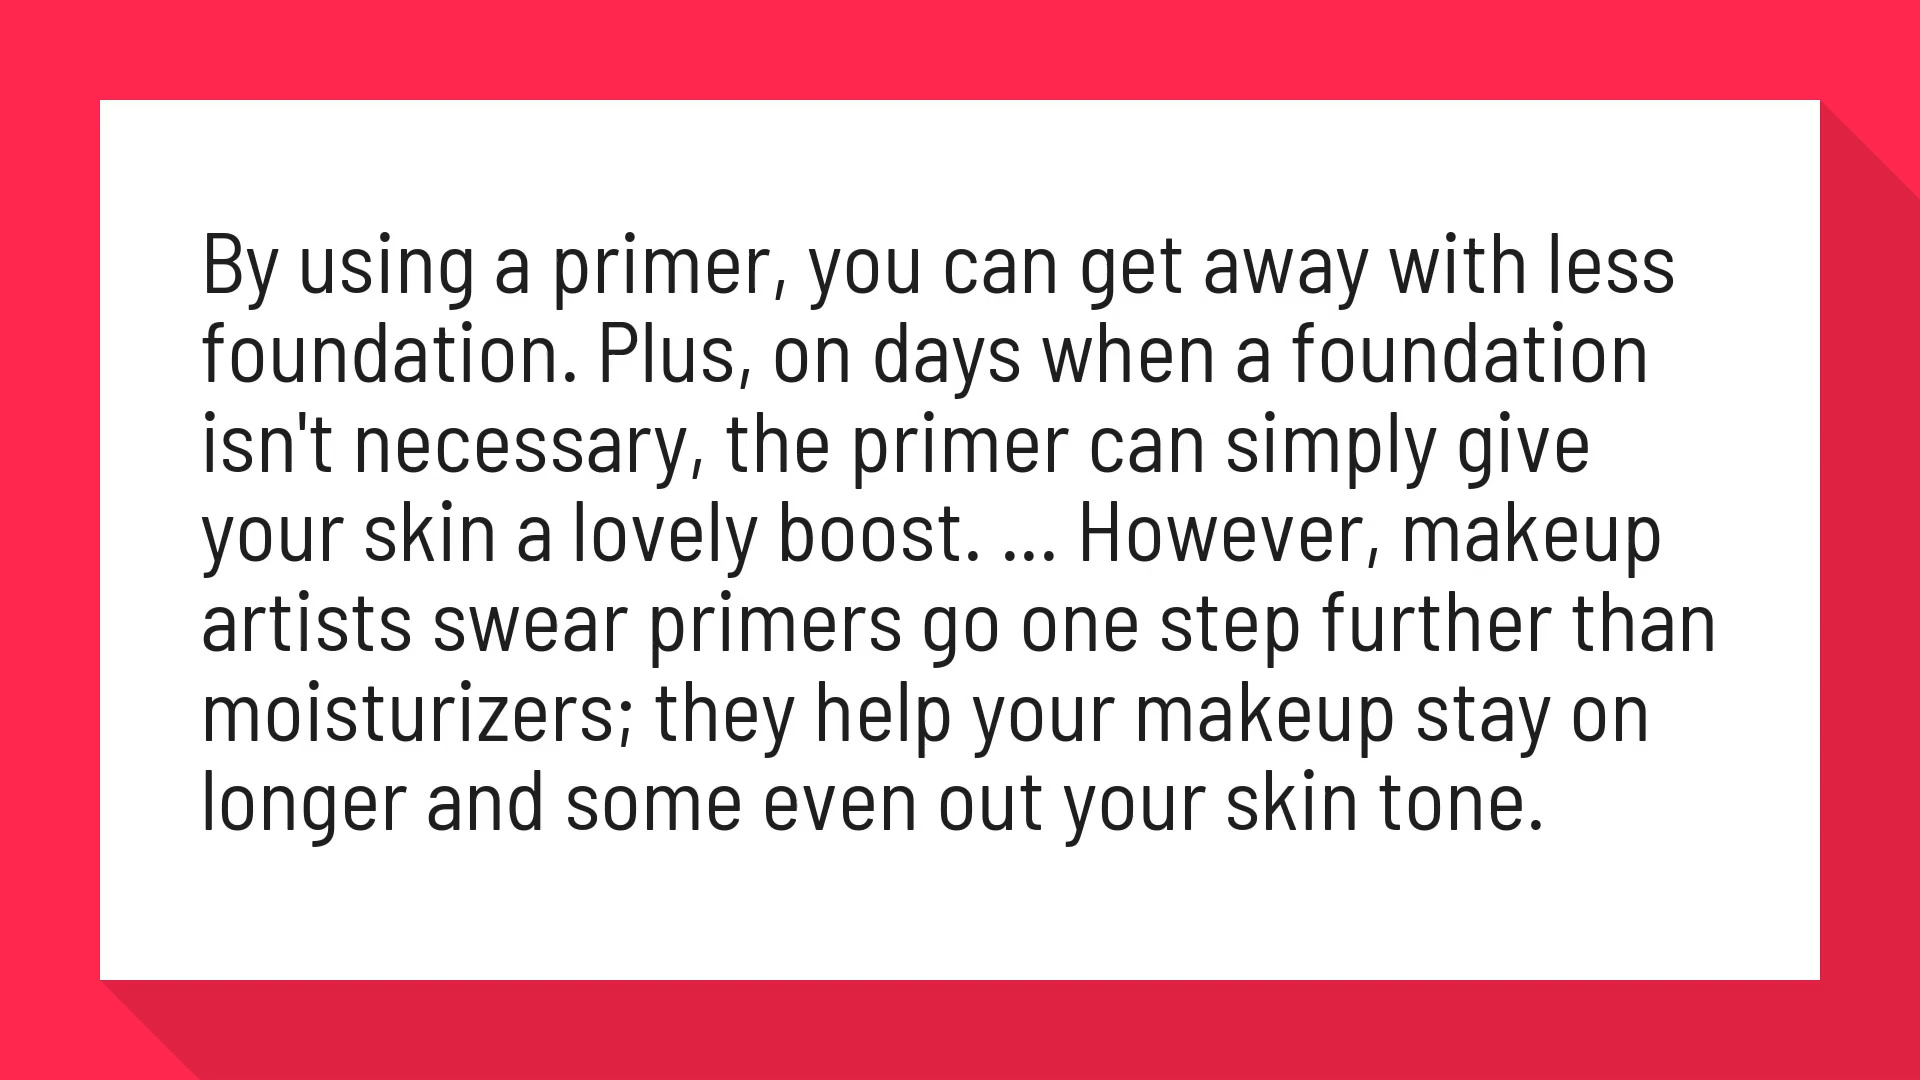 By using a primer, you can get away with less
foundation. Plus, on days when a foundation
isn't necessary, the primer can simply give
your skin a lovely boost. ... However, makeup
artists swear primers go one step further than
moisturizers; they help your makeup stay on
longer and some even out your skin tone.